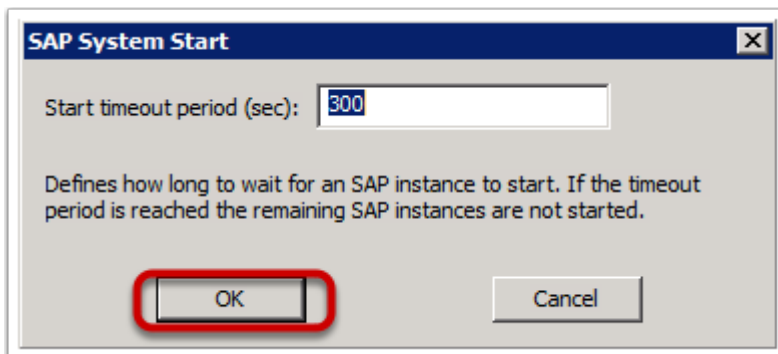 SAP System Start
Start timeout period (sec): 300
Defines how long to wait for an SAP instance to start. If the timeout
period is reached the remaining SAP instances are not started.
OK Cancel